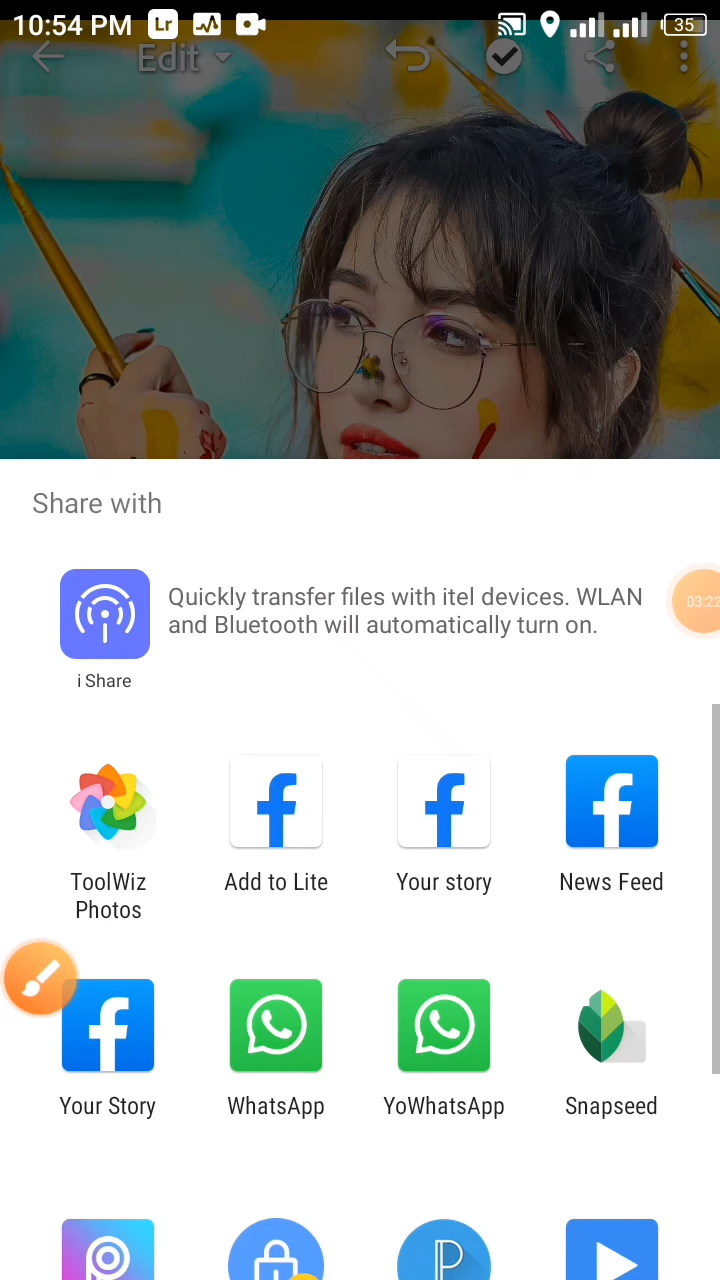 10:54 PM
Lr
35
Edit
Share with
Quickly transfer files with itel devices. WLAN
and Bluetooth will automatically turn on.
03:22
i Share
ToolWiz
Photos
Add to Lite
Your story
News Feed
Your Story
WhatsApp
YoWhatsApp
Snapseed